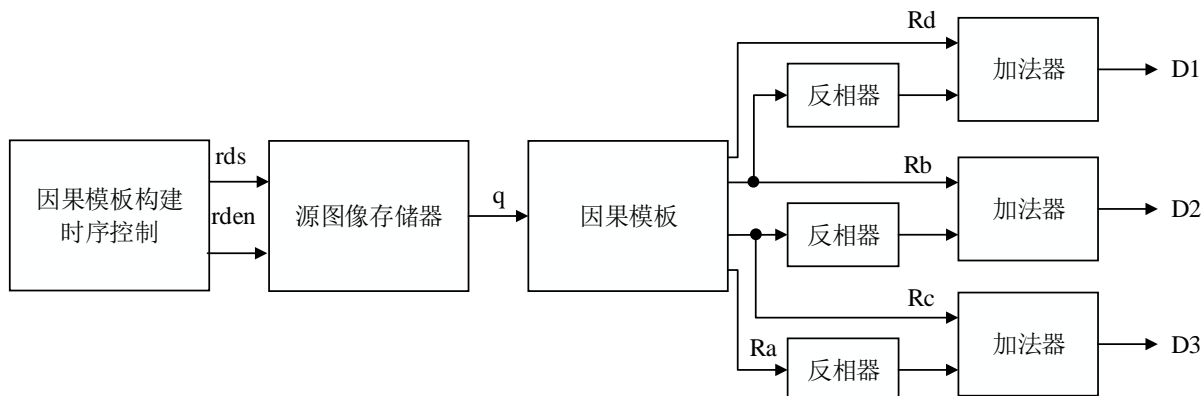 Rd
加法器
D1
反相器
因果模板构建
时序控制
rds
rden
源图像存储器
q
因果模板
Rb
加法器
D2
反相器
Rc
加法器
D3
Ra
反相器